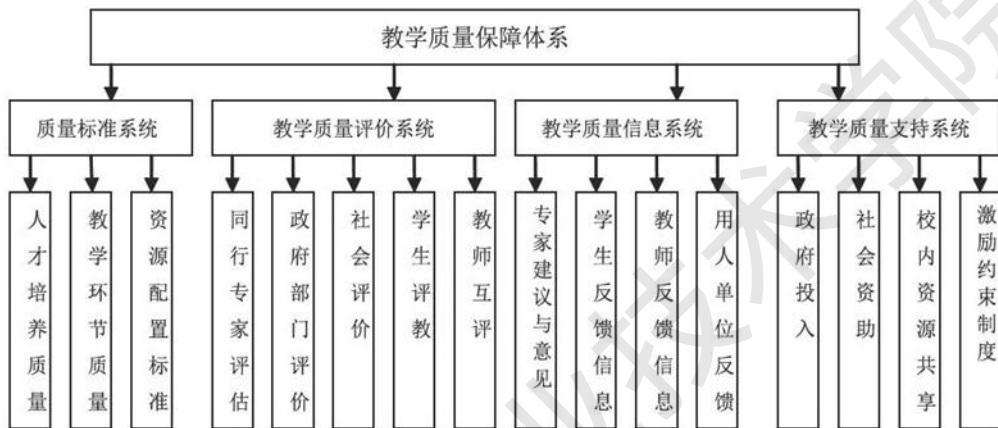 教学质量保障体系
质量标准系统
教学质量评价系统
教学质量信息系统
教学质量支持系统
人才培养质量
教学环节质量
资源配置标准
同行专家评估
政府部门评价
社会评价
学生评教
教师互评
专家建议与意见
学生反馈信息
教师反馈信息
用人单位反馈
政府投入
社会资助
校内资源共享
激励约束制度
业技术学院